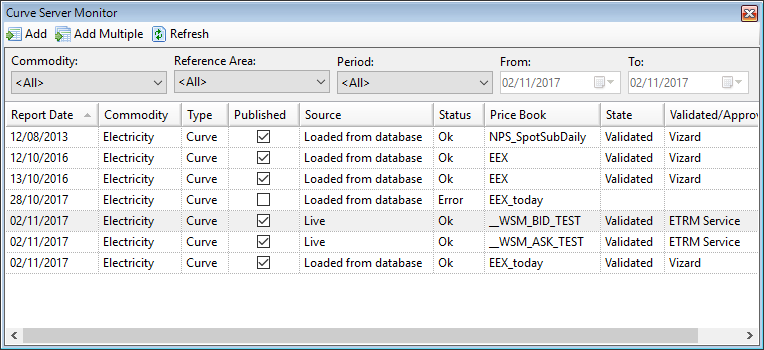 Curve Server Monitor
Add Add Multiple Refresh
Commodity: Reference Area: Period: From: To:
<All> <All> <All> 02/11/2017 02/11/2017
Report Date Commodity Type Published Source Status Price Book State Validated/Approv
12/08/2013 Electricity Curve Loaded from database Ok NPS_SpotSubDaily Validated Vizard
12/10/2016 Electricity Curve Loaded from database Ok EEX Validated Vizard
13/10/2016 Electricity Curve Loaded from database Ok EEX Validated Vizard
28/10/2017 Electricity Curve Loaded from database Error EEX_today
02/11/2017 Electricity Curve Live Ok __WSM_BID_TEST Validated ETRM Service
02/11/2017 Electricity Curve Live Ok __WSM_ASK_TEST Validated ETRM Service
02/11/2017 Electricity Curve Loaded from database Ok EEX_today Validated Vizard